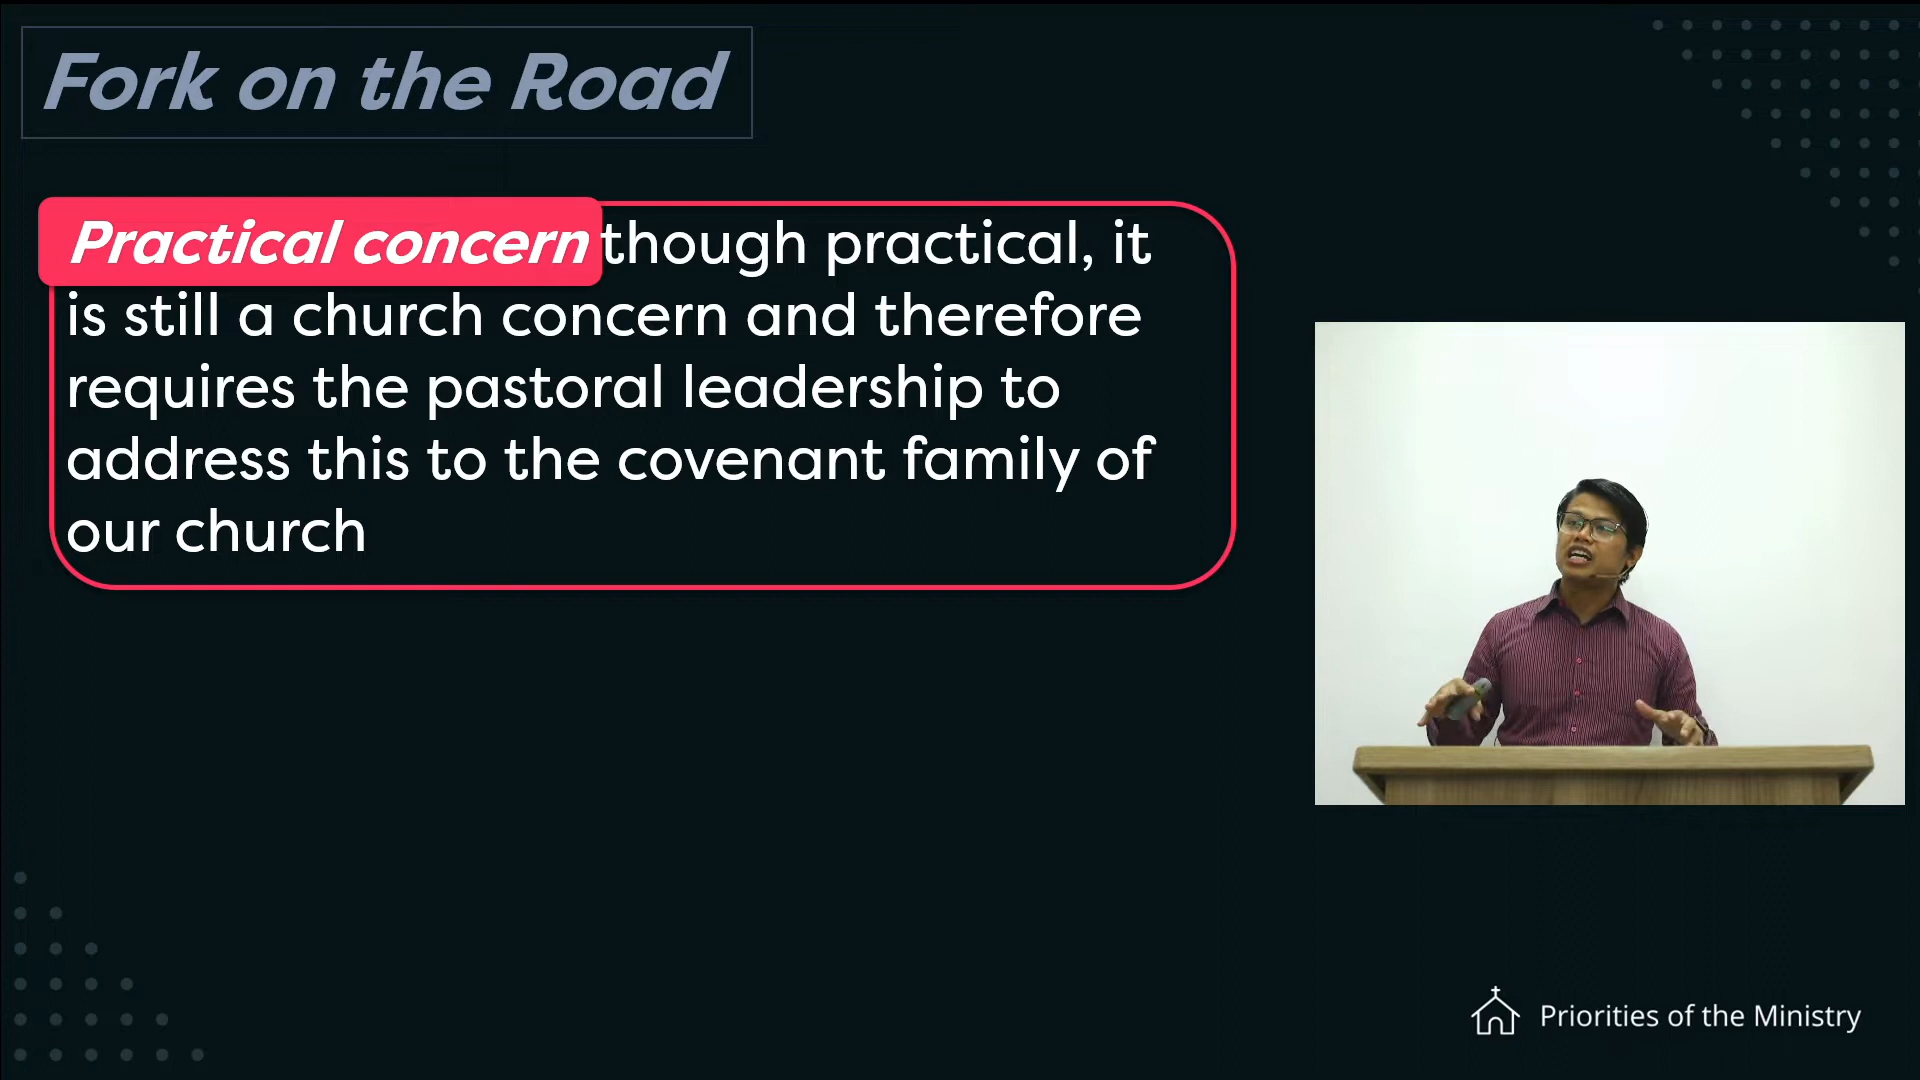 Fork on the Road
Practical concern though practical, it
is still a church concern and therefore
requires the pastoral leadership to
address this to the covenant family of
our church
Priorities of the Ministry